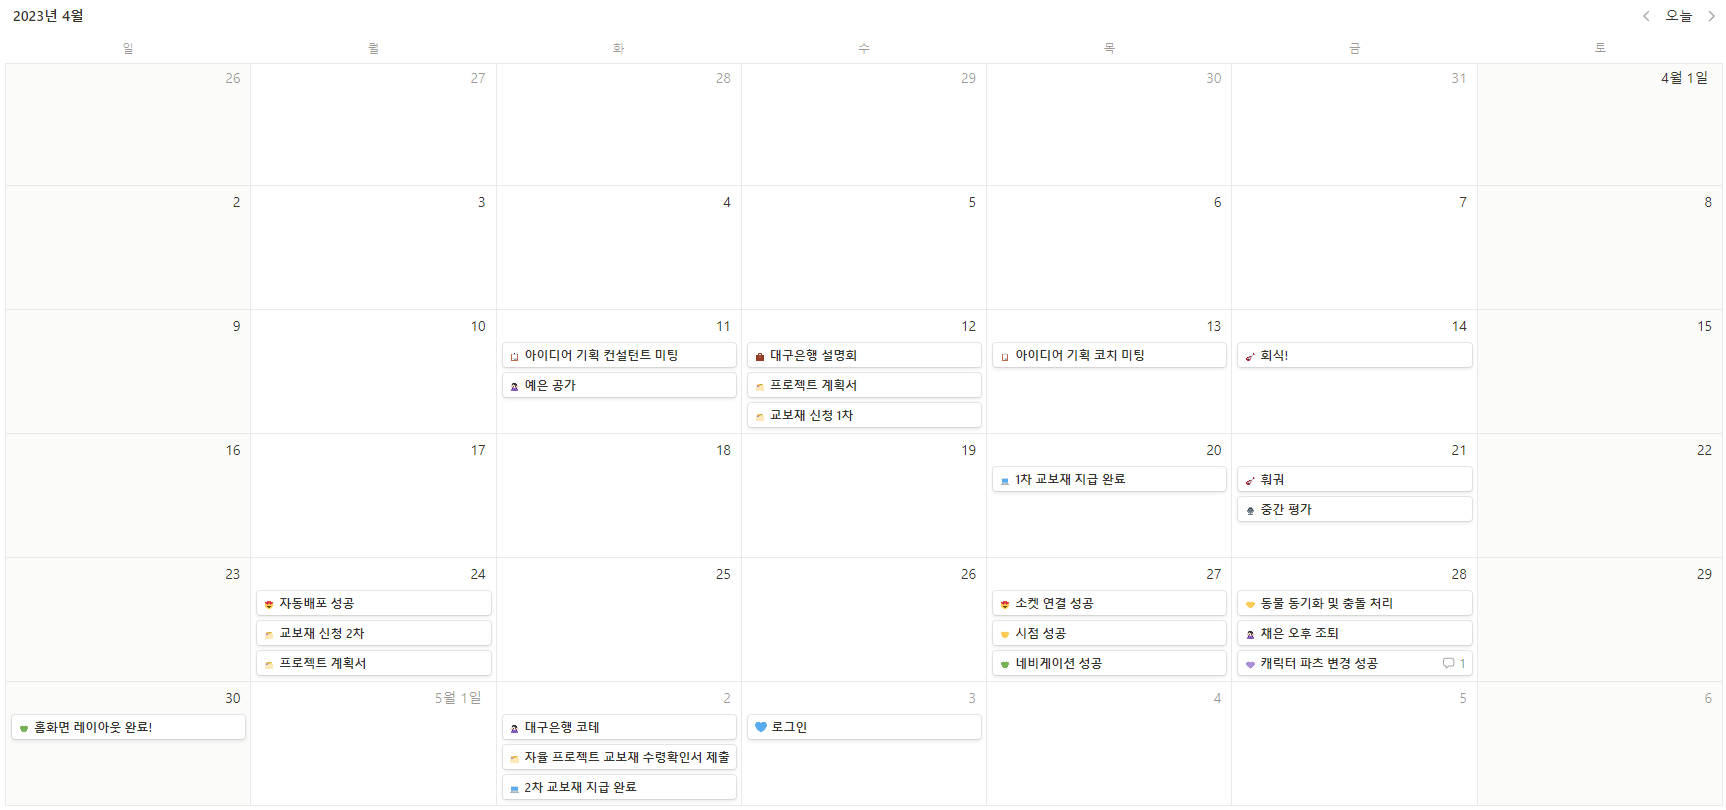 2023년 4월
오늘
일 월 화 수 목 금 토
26 27 28 29 30 31 4월 1일
2 3 4 5 6 7 8
9 10 11 12 13 14 15
아이디어 기획 컨설턴트 미팅
예은 공가
대구은행 설명회
프로젝트 계획서
교보재 신청 1차
아이디어 기획 코치 미팅
회식!
16 17 18 19 20 21 22
1차 교보재 지급 완료
훠궈
중간 평가
23 24 25 26 27 28 29
자동배포 성공
교보재 신청 2차
프로젝트 계획서
소켓 연결 성공
시점 성공
네비게이션 성공
동물 동기화 및 충돌 처리
채은 오후 조퇴
캐릭터 파츠 변경 성공 1
30 5월 1일 2 3 4 5 6
홈화면 레이아웃 완료!
대구은행 코테
자율 프로젝트 교보재 수령확인서 제출
2차 교보재 지급 완료
로그인